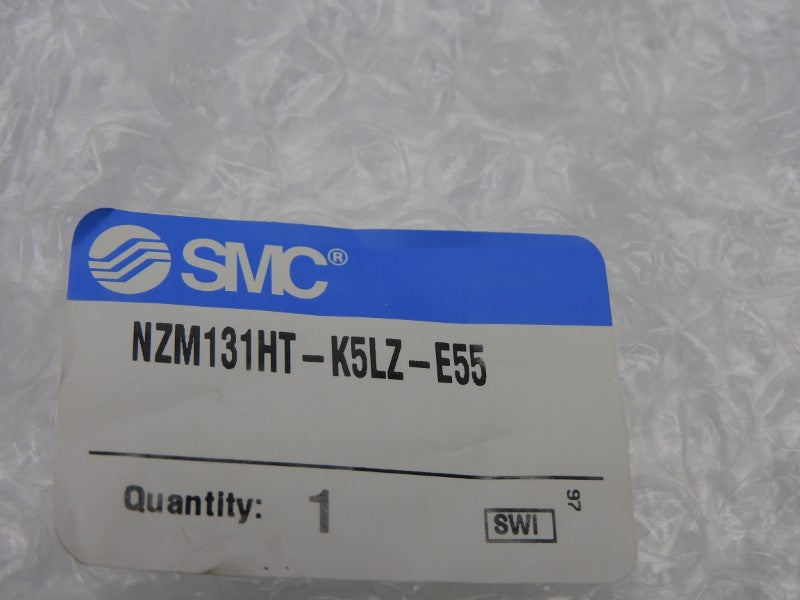 SMC®
NZM131HT-K5LZ-E55
Quantity: 1
SWI
97